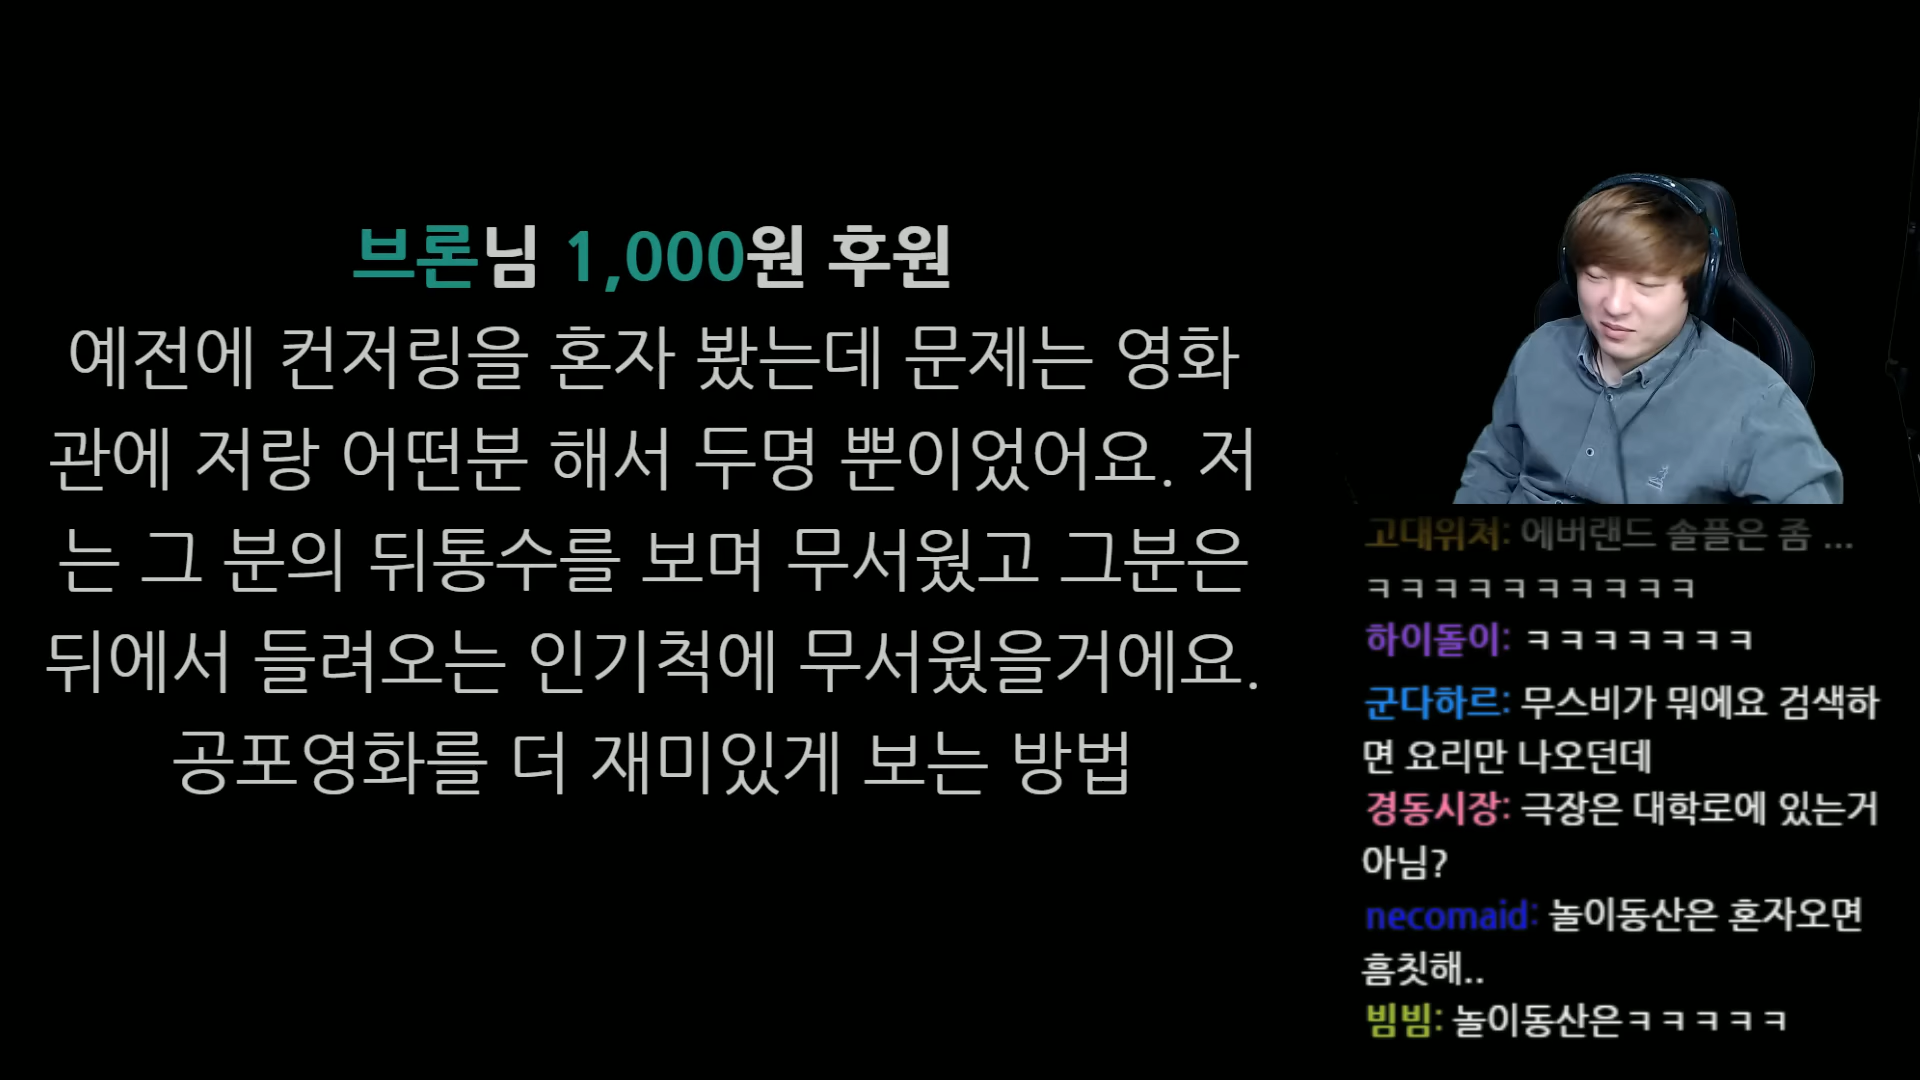 브론님 1,000원 후원
예전에 컨저링을 혼자 봤는데 문제는 영화
관에 저랑 어떤분 해서 두명 뿐이었어요. 저
는 그 분의 뒤통수를 보며 무서웠고 그분은
뒤에서 들려오는 인기척에 무서웠을거에요.
공포영화를 더 재미있게 보는 방법
고대위쳐: 에버랜드 솔플은 좀 ...
ㅋㅋㅋㅋㅋㅋㅋㅋㅋㅋ
하이돌이: ㅋㅋㅋㅋㅋㅋㅋ
군다하르: 무스비가 뭐에요 검색하
면 요리만 나오던데
경동시장: 극장은 대학로에 있는거
아님?
necomaid: 놀이동산은 혼자오면
흠칫해..
빔빔: 놀이동산은ㅋㅋㅋㅋㅋ